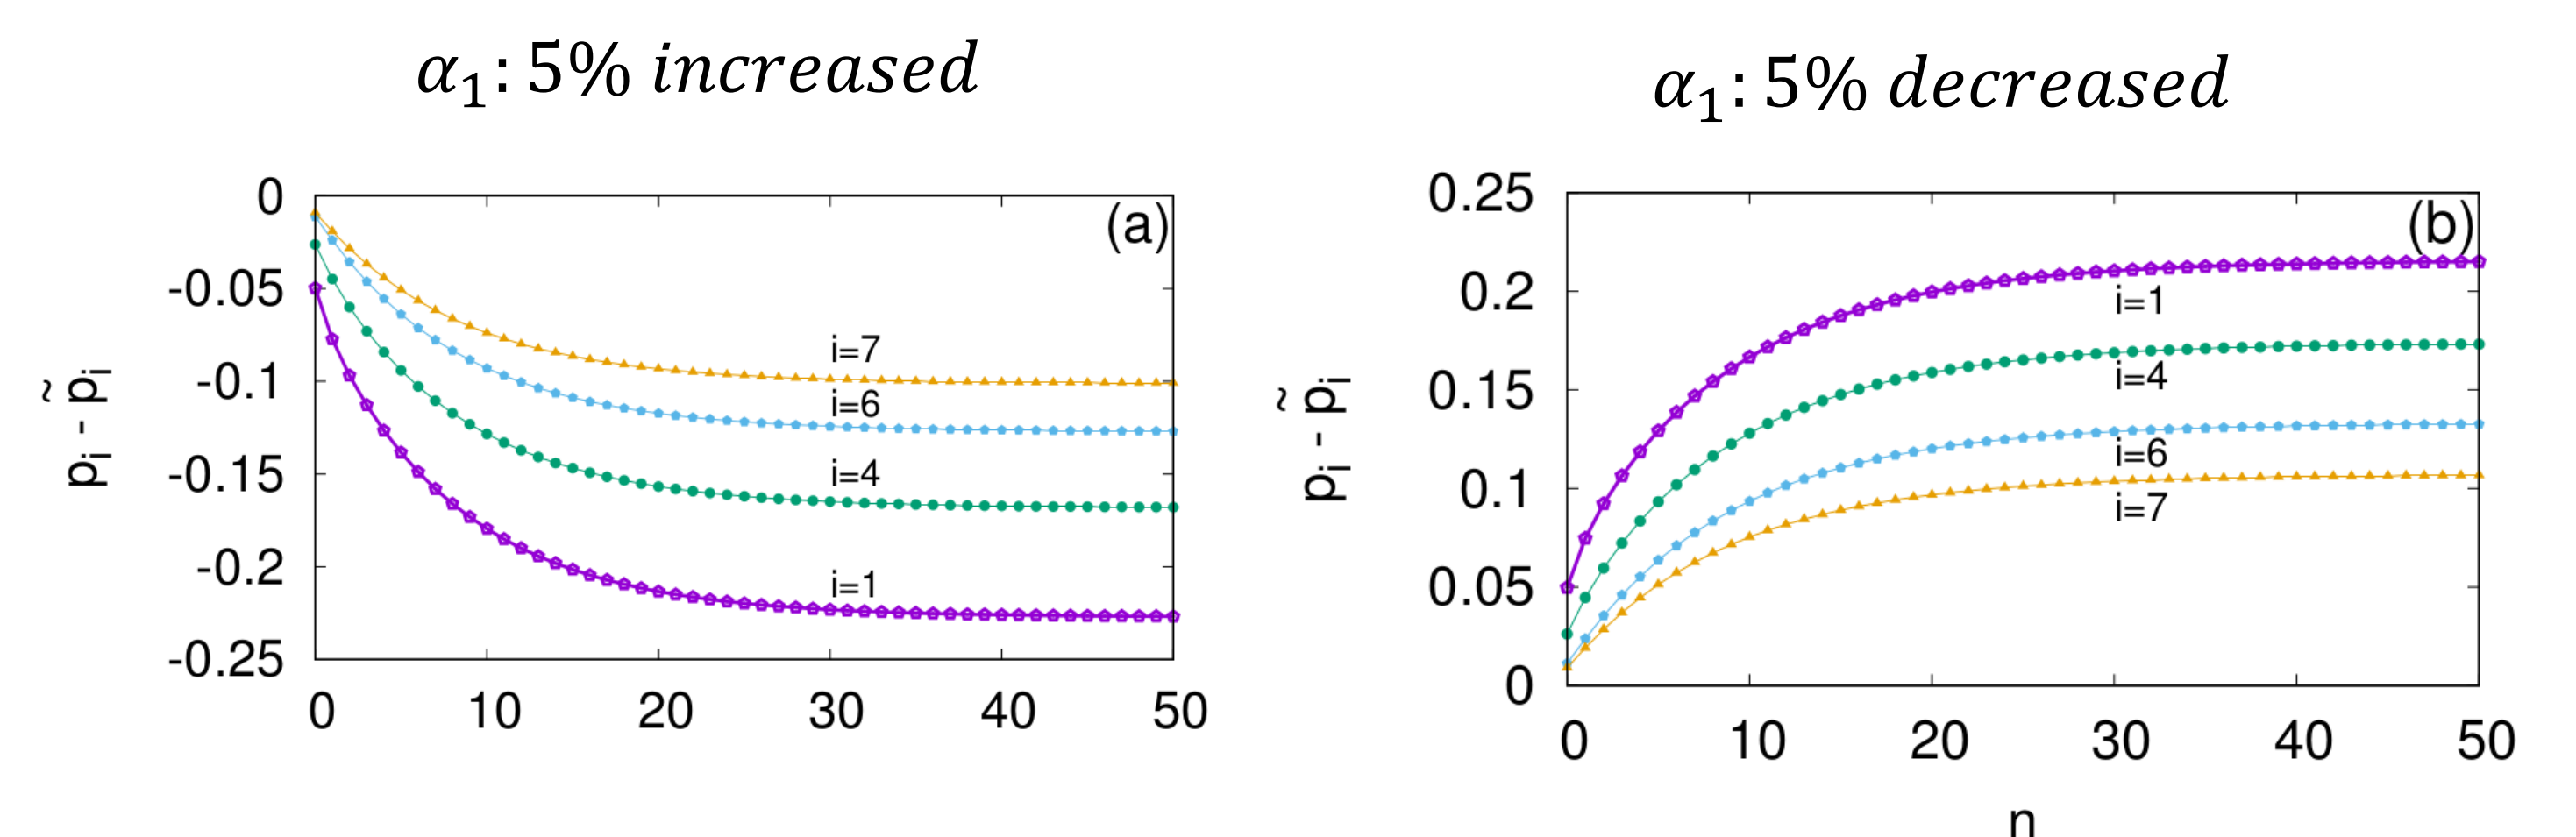 α₁: 5% increased
0
-0.05
-0.1
-0.15
-0.2
-0.25
pᵢ - p̃ᵢ
(a)
i=7
i=6
i=4
i=1
0 10 20 30 40 50
α₁: 5% decreased
0.25
0.2
0.15
0.1
0.05
0
pᵢ - p̃ᵢ
(b)
i=1
i=4
i=6
i=7
0 10 20 30 40 50
n